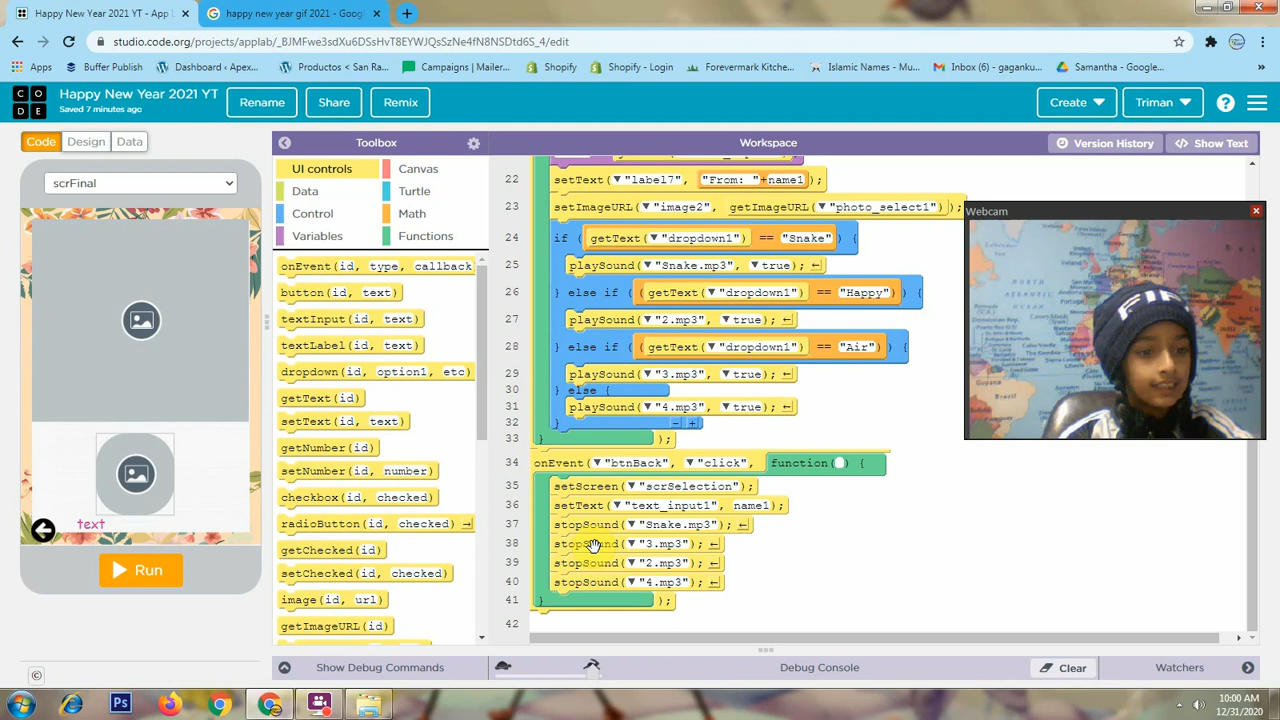 Happy New Year 2021 YT - App L
happy new year gif 2021 - Googl
studio.code.org/projects/applab/_BJMFwe3sdXu6DSsHvT8EYWJQsSzNe4fN8NSDtd6S_4/edit
Apps
Buffer Publish
Dashboard ‹ Apex...
Productos < San Ra...
Campaigns | Mailer...
Shopify
Shopify - Login
Forevermark Knight...
Islamic Names - Mu...
Inbox (6) - gaganku...
Samantha - Google...
»
CO
DE
Happy New Year 2021 YT
Saved 7 minutes ago
Rename
Share
Remix
Create
Triman
?
Code
Design
Data
Toolbox
Workspace
Version History
Show Text
scrFinal
text
Run
UI controls
Canvas
Data
Turtle
Control
Math
Variables
Functions
onEvent(id, type, callback
button(id, text)
textInput(id, text)
textLabel(id, text)
dropdown(id, option1, etc)
getText(id)
setText(id, text)
getNumber(id)
setNumber(id, number)
checkbox(id, checked)
radioButton(id, checked)
getChecked(id)
setChecked(id, checked)
image(id, url)
getImageURL(id)
22 setText("label7", "From: "+name1);
23 setImageURL("image2", getImageURL("photo_select1"));
24 if (getText("dropdown1") == "Snake") {
25 playSound("Snake.mp3", true);
26 } else if ((getText("dropdown1") == "Happy")) {
27 playSound("2.mp3", true);
28 } else if ((getText("dropdown1") == "Air")) {
29 playSound("3.mp3", true);
30 } else {
31 playSound("4.mp3", true);
32 } - +
33 });
34 onEvent("btnBack", "click", function() {
35 setScreen("scrSelection");
36 setText("text_input1", name1);
37 stopSound("Snake.mp3");
38 stopSound("3.mp3");
39 stopSound("2.mp3");
40 stopSound("4.mp3");
41 });
42
Webcam
Show Debug Commands
Debug Console
Clear
Watchers
©
10:00 AM
12/31/2020